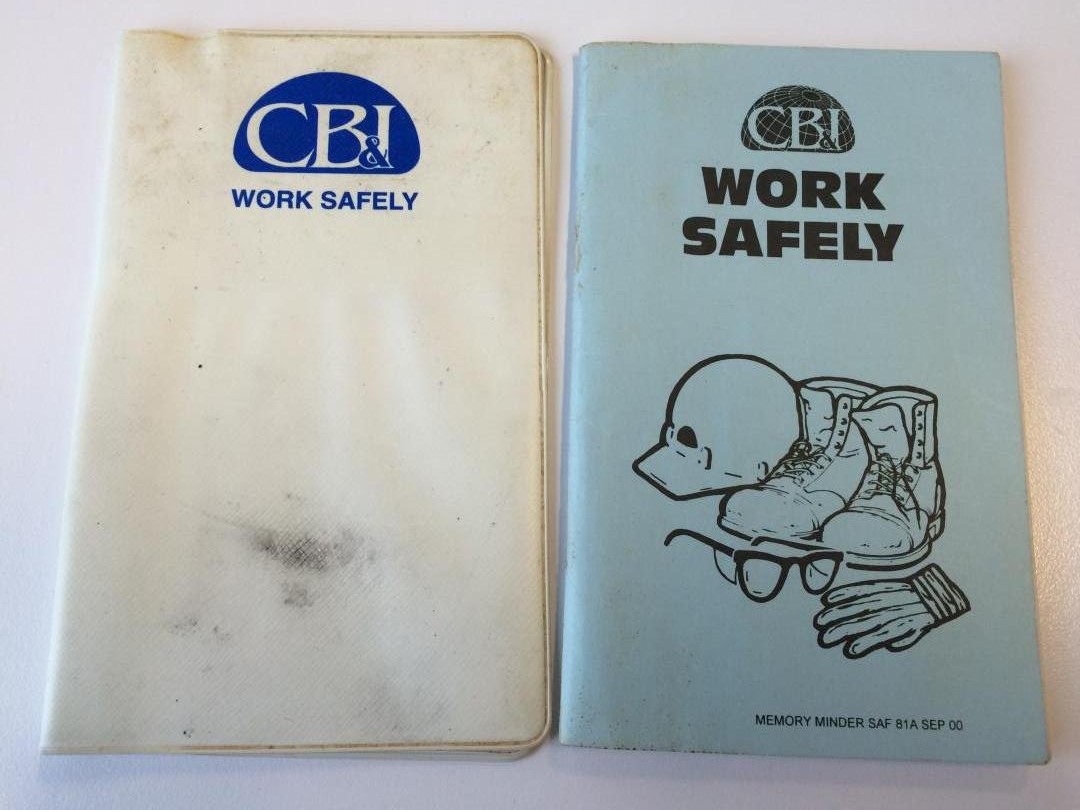 CB&I
WORK SAFELY
CB&I
WORK
SAFELY
MEMORY MINDER SAF 81A SEP 00